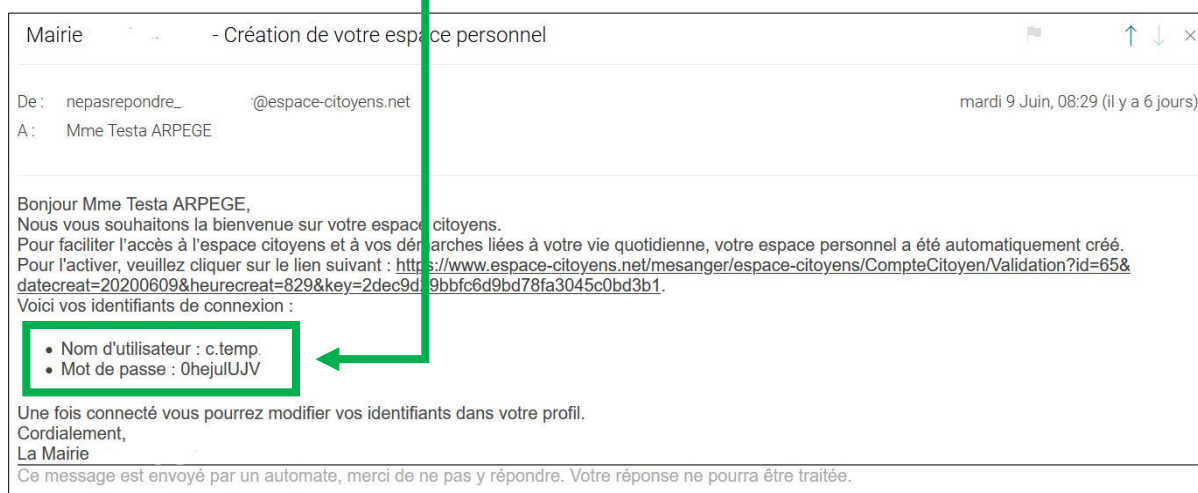 Mairie - Création de votre espace personnel
De : nepasrepondre_ @espace-citoyens.net mardi 9 Juin, 08:29 (il y a 6 jours)
A : Mme Testa ARPEGE
Bonjour Mme Testa ARPEGE,
Nous vous souhaitons la bienvenue sur votre espace citoyens.
Pour faciliter l'accès à l'espace citoyens et à vos démarches liées à votre vie quotidienne, votre espace personnel a été automatiquement créé.
Pour l'activer, veuillez cliquer sur le lien suivant : https://www.espace-citoyens.net/mesanger/espace-citoyens/CompteCitoyen/Validation?id=65&
datecreat=20200609&heurecreat=829&key=2dec9d29bbfc6d9bd78fa3045c0bd3b1.
Voici vos identifiants de connexion :
• Nom d'utilisateur : c.temp
• Mot de passe : 0hejulUJV
Une fois connecté vous pourrez modifier vos identifiants dans votre profil.
Cordialement,
La Mairie
Ce message est envoyé par un automate, merci de ne pas y répondre. Votre réponse ne pourra être traitée.